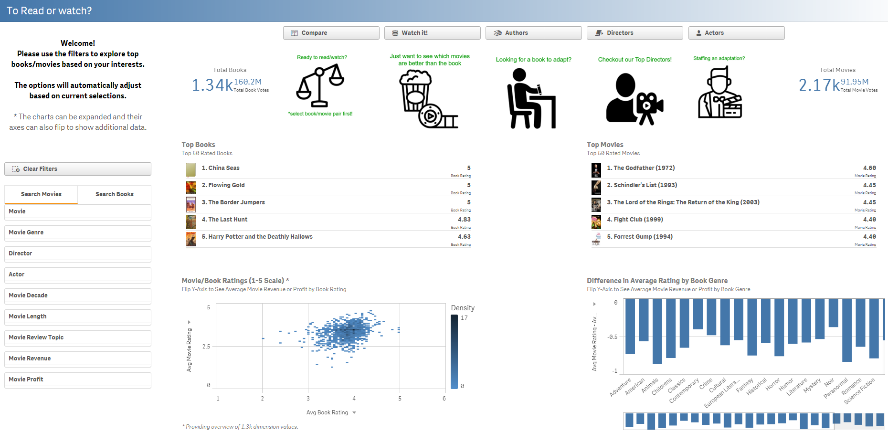 To Read or watch?
Welcome!
Please use the filters to explore top
books/movies based on your interests.
The options will automatically adjust
based on current selections.
* The charts can be expanded and their
axes can also flip to show additional data.
Clear Filters
Search Movies
Search Books
Movie
Movie Genre
Director
Actor
Movie Decade
Movie Length
Movie Review Topic
Movie Revenue
Movie Profit
Compare
Watch it!
Authors
Directors
Actors
Total Books
1.34k
160.2M
Total Book Votes
Ready to read/watch?
*select book/movie pair first!
Just want to see which movies
are better than the book
Looking for a book to adapt?
Checkout our Top Directors!
Staffing an adaptation?
Total Movies
2.17k
91.95M
Total Movie Votes
Top Books
Top 50 Rated Books
1. China Seas
5
Book Rating
2. Flowing Gold
5
Book Rating
3. The Border Jumpers
5
Book Rating
4. The Last Hunt
4.83
Book Rating
5. Harry Potter and the Deathly Hallows
4.63
Book Rating
Top Movies
Top 50 Rated Movies
1. The Godfather (1972)
4.60
Movie Rating
2. Schindler's List (1993)
4.45
Movie Rating
3. The Lord of the Rings: The Return of the King (2003)
4.45
Movie Rating
4. Fight Club (1999)
4.40
Movie Rating
5. Forrest Gump (1994)
4.40
Movie Rating
Movie/Book Ratings (1-5 Scale) *
Flip Y-Axis to See Average Movie Revenue or Profit by Book Rating
Avg Movie Rating
5
2.5
0
1 2 3 4 5 6
Avg Book Rating
Density
17
0
* Providing overview of 1.3k dimension values.
Difference in Average Rating by Book Genre
Flip Y-Axis to See Average Movie Revenue or Profit by Book Genre
Avg Movie Rating - Av
0
-0.5
-1
Adventure
American...
Animals
Childrens
Classics
Contemporary
Crime
Cultural
European Litera...
Fantasy
Historical
Horror
Humor
Literature
Mystery
Noir
Paranormal
Romance
Science Fiction